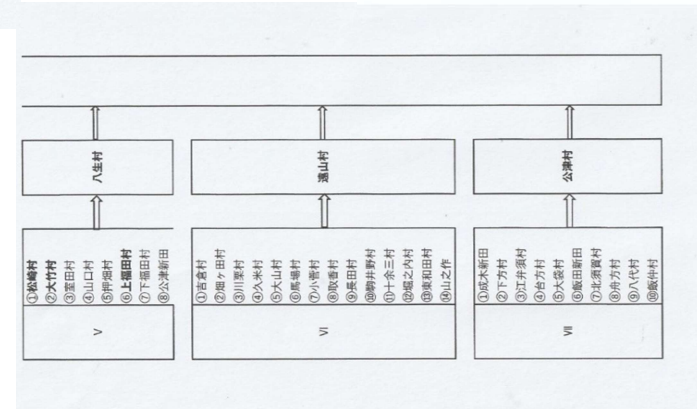 八生村
遠山村
公津村
①松崎村
②大竹村
③室田村
④山口村
⑤押畑村
⑥上福田村
⑦下福田村
⑧公津新田
①吉倉村
②畑ヶ田村
③川栗村
④久米村
⑤大山村
⑥馬場村
⑦小菅村
⑧取香村
⑨長田村
⑩駒井野村
⑪十余三村
⑫堀之内村
⑬東和田村
⑭山之作
①成木新田
②下方村
③江弁須村
④台方村
⑤大袋村
⑥飯田新田
⑦北須賀村
⑧舟方村
⑨八代村
⑩飯仲村
Ⅴ
Ⅵ
Ⅶ